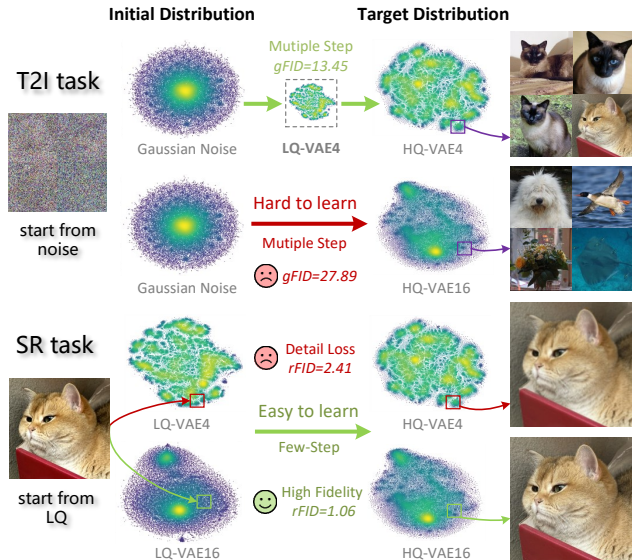 Initial Distribution
Target Distribution
T2I task
start from
noise
Mutiple Step
gFID=13.45
Gaussian Noise
LQ-VAE4
HQ-VAE4
Hard to learn
Mutiple Step
gFID=27.89
Gaussian Noise
HQ-VAE16
SR task
start from
LQ
Detail Loss
rFID=2.41
LQ-VAE4
HQ-VAE4
Easy to learn
Few-Step
High Fidelity
rFID=1.06
LQ-VAE16
HQ-VAE16